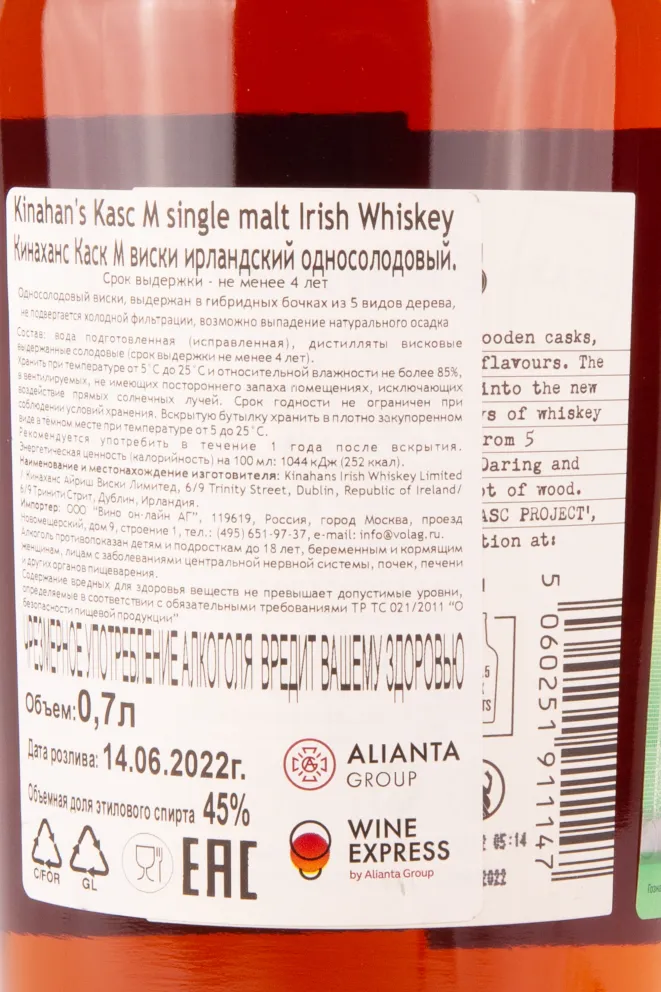 Kinahan's Kasc M single malt Irish Whiskey
Кинаханс Каск М виски ирландский односолодовый.
Срок выдержки - не менее 4 лет
Односолодовый виски, выдержан в гибридных бочках из 5 видов дерева,
не подвергается холодной фильтрации, возможно выпадение натурального осадка
Состав: вода подготовленная (исправленная), дистилляты висковые
выдержанные солодовые (срок выдержки не менее 4 лет).
Хранить при температуре от 5°С до 25°С и относительной влажности не более 85%,
в вентилируемых, не имеющих постороннего запаха помещениях, исключающих
воздействие прямых солнечных лучей. Срок годности не ограничен при
соблюдении условий хранения. Вскрытую бутылку хранить в плотно закупоренном
виде в тёмном месте при температуре от 5 до 25°С.
Рекомендуется употребить в течение 1 года после вскрытия.
Энергетическая ценность (калорийность) на 100 мл: 1044 кДж (252 ккал).
Наименование и местонахождение изготовителя: Kinahans Irish Whiskey Limited
/ Кинаханс Айриш Виски Лимитед, 6/9 Trinity Street, Dublin, Republic of Ireland/
6/9 Тринити Стрит, Дублин, Ирландия.
Импортер: ООО "Вино он-лайн АГ", 119619, Россия, город Москва, проезд
Новомещерский, дом 9, строение 1, тел.: (495) 651-97-37, e-mail: info@volag.ru.
Алкоголь противопоказан детям и подросткам до 18 лет, беременным и кормящим
женщинам, лицам с заболеваниями центральной нервной системы, почек, печени
и других органов пищеварения.
Содержание вредных для здоровья веществ не превышает допустимые уровни,
определяемые в соответствии с обязательными требованиями ТР ТС 021/2011 "О
безопасности пищевой продукции"
ЧРЕЗМЕРНОЕ УПОТРЕБЛЕНИЕ АЛКОГОЛЯ ВРЕДИТ ВАШЕМУ ЗДОРОВЬЮ
Объем: 0,7л
Дата розлива: 14.06.2022г.
Объемная доля этилового спирта 45%
C/FOR
GL
EAC
ALIANTA
GROUP
WINE
EXPRESS
by Alianta Group
ooden casks,
flavours. The
into the new
ys of whiskey
from 5
Daring and
ot of wood.
ASC PROJECT',
tion at:
5 060251 911147
05:14
2022